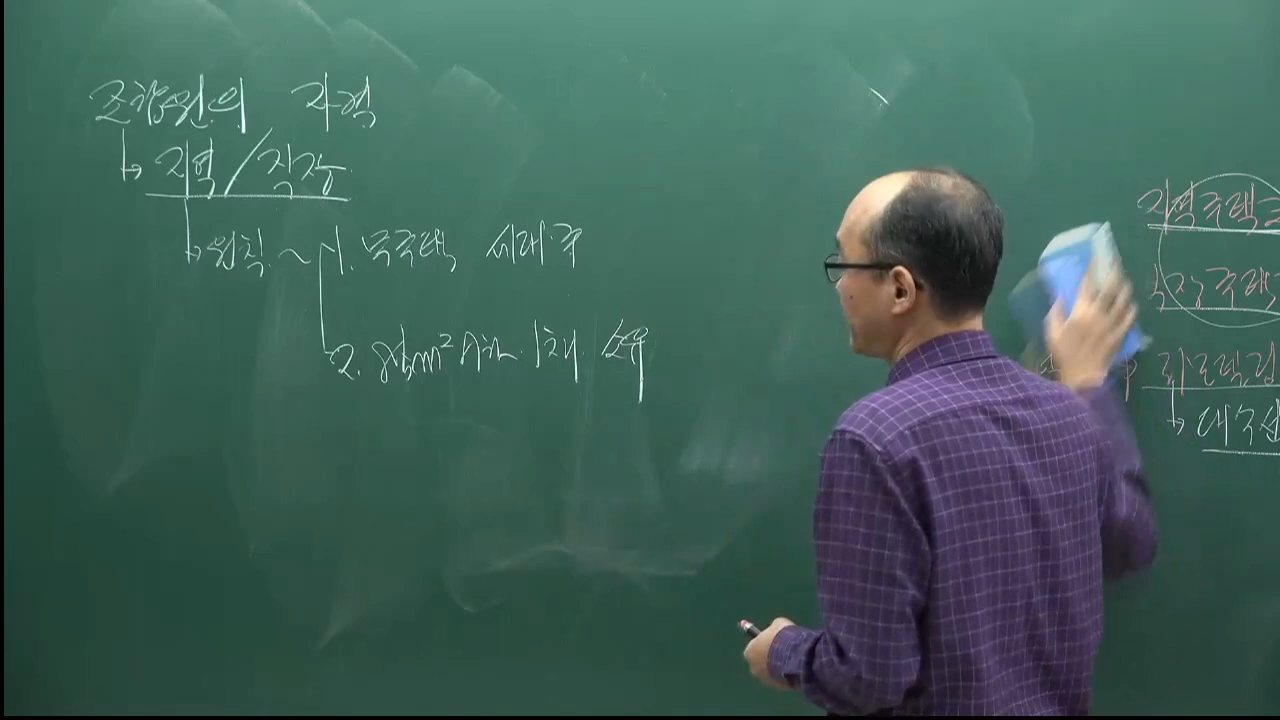 조합원의 자격
↳ 지역/직장
↳ 원칙 ~ 1. 무주택 세대주
2. 85m² 이하 1채 소유
지역주택
직장주택
리모델링
↳ 대수선